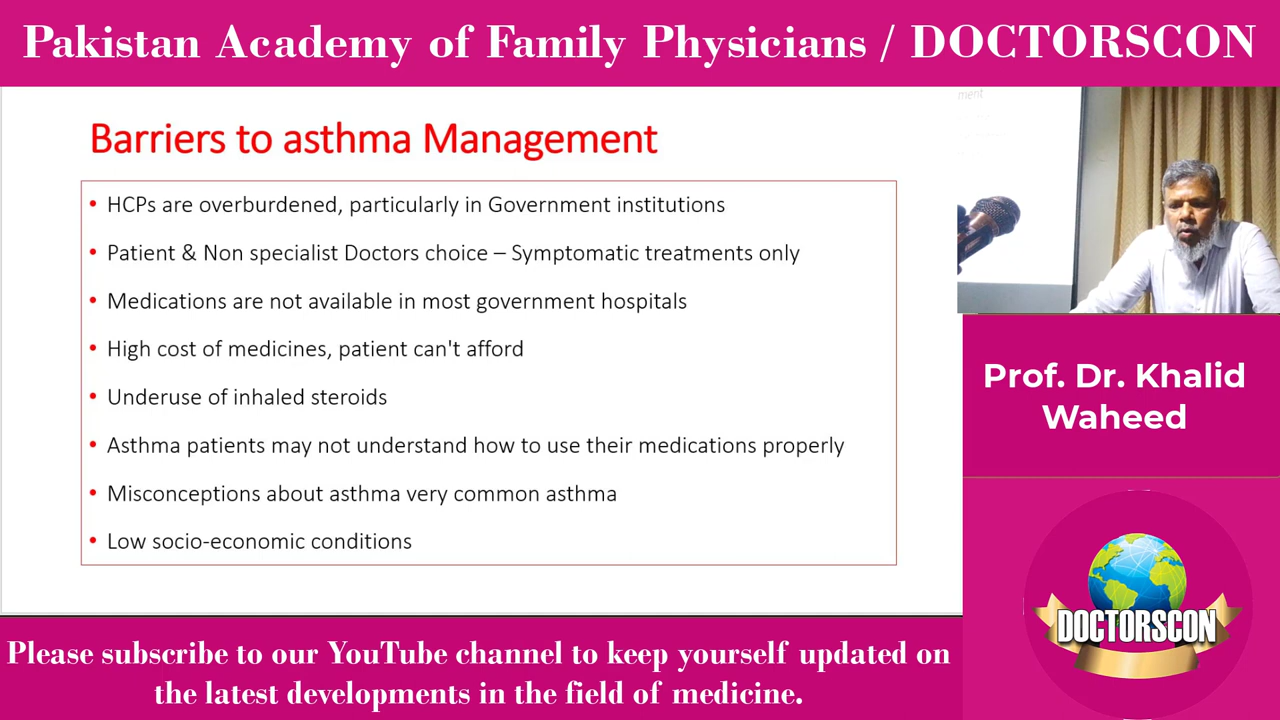 Pakistan Academy of Family Physicians / DOCTORSCON
ment
Barriers to asthma Management
• HCPs are overburdened, particularly in Government institutions
• Patient & Non specialist Doctors choice – Symptomatic treatments only
• Medications are not available in most government hospitals
• High cost of medicines, patient can't afford
• Underuse of inhaled steroids
• Asthma patients may not understand how to use their medications properly
• Misconceptions about asthma very common asthma
• Low socio-economic conditions
Prof. Dr. Khalid
Waheed
DOCTORSCON
Please subscribe to our YouTube channel to keep yourself updated on
the latest developments in the field of medicine.